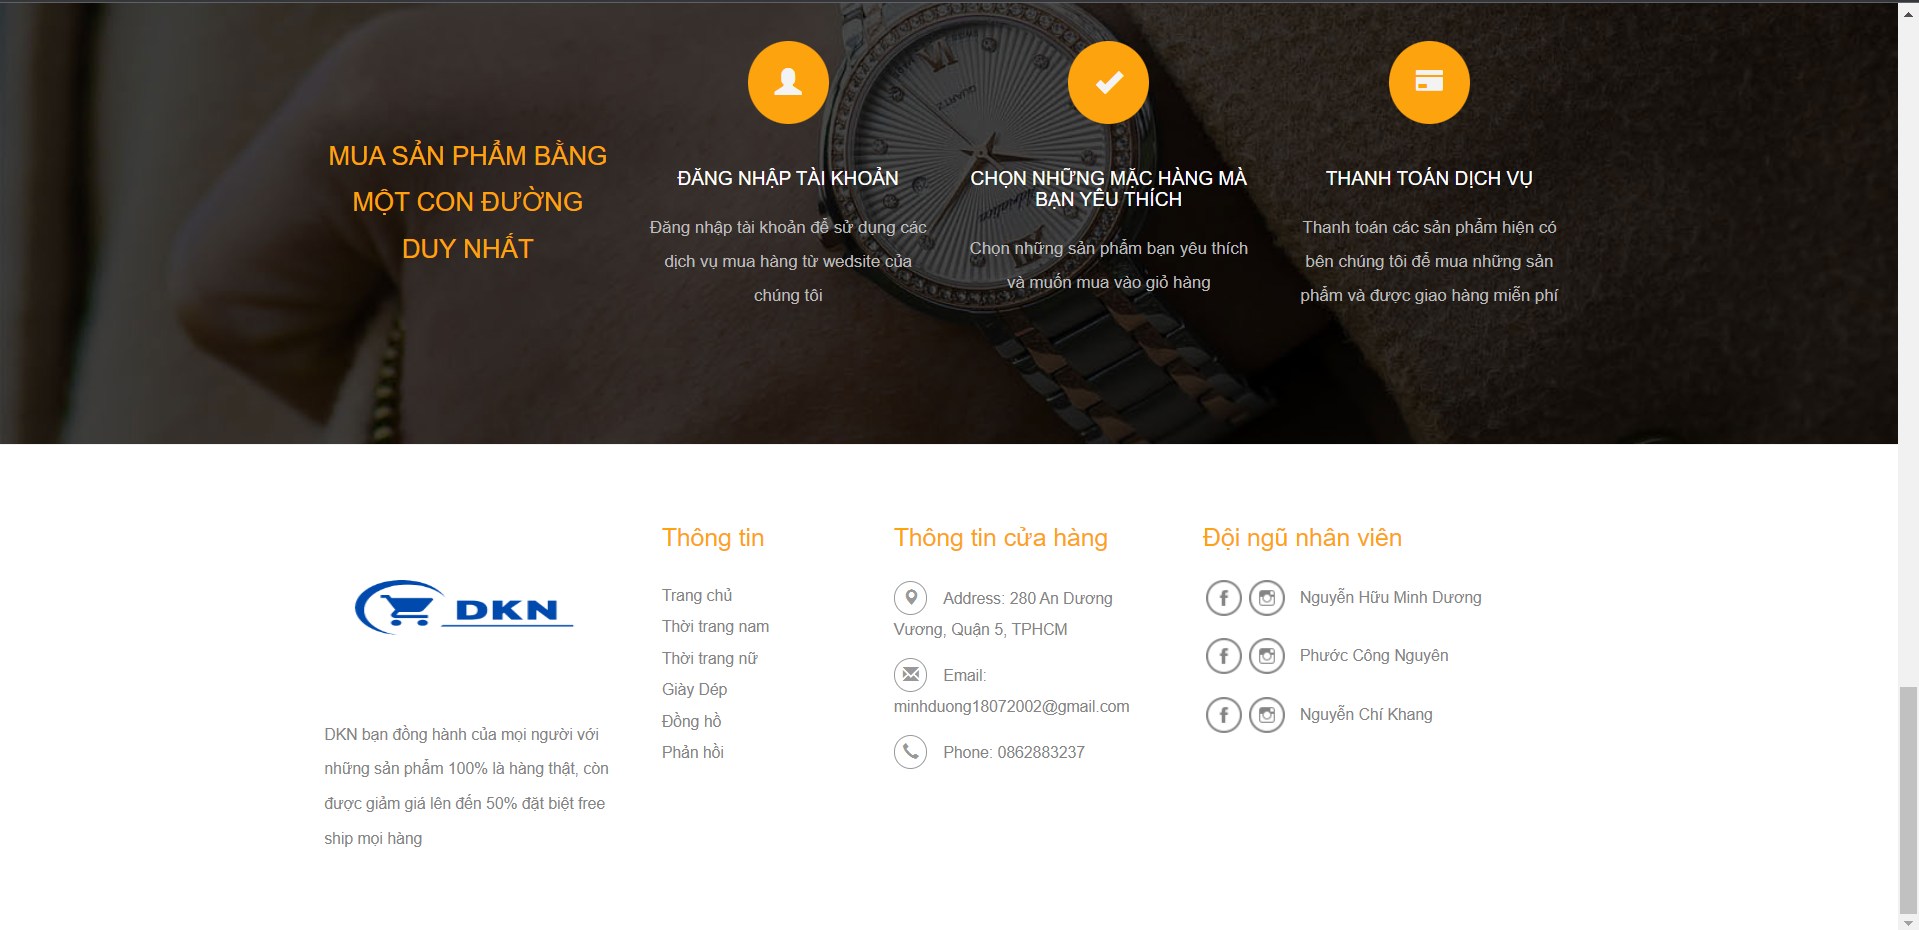 MUA SẢN PHẨM BẰNG
MỘT CON ĐƯỜNG
DUY NHẤT
ĐĂNG NHẬP TÀI KHOẢN
Đăng nhập tài khoản để sử dụng các
dịch vụ mua hàng từ wedsite của
chúng tôi
CHỌN NHỮNG MẶC HÀNG MÀ
BẠN YÊU THÍCH
Chọn những sản phẩm bạn yêu thích
và muốn mua vào giỏ hàng
THANH TOÁN DỊCH VỤ
Thanh toán các sản phẩm hiện có
bên chúng tôi để mua những sản
phẩm và được giao hàng miễn phí
QUARTZ
DKN
DKN bạn đồng hành của mọi người với
những sản phẩm 100% là hàng thật, còn
được giảm giá lên đến 50% đặt biệt free
ship mọi hàng
Thông tin
Trang chủ
Thời trang nam
Thời trang nữ
Giày Dép
Đồng hồ
Phản hồi
Thông tin cửa hàng
Address: 280 An Dương
Vương, Quận 5, TPHCM
Email:
minhduong18072002@gmail.com
Phone: 0862883237
Đội ngũ nhân viên
Nguyễn Hữu Minh Dương
Phước Công Nguyên
Nguyễn Chí Khang